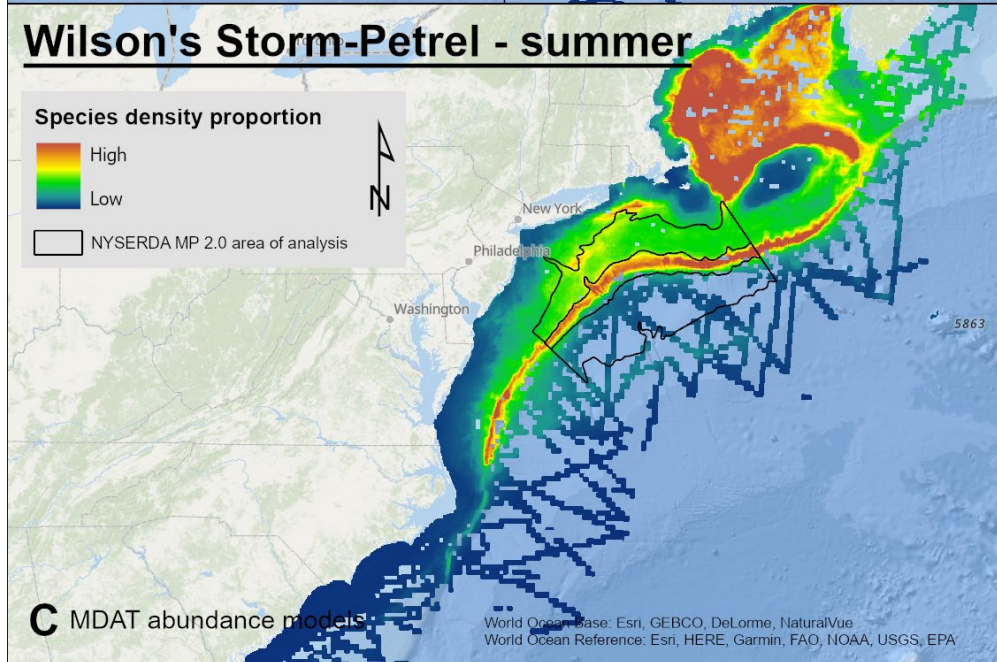 Wilson's Storm-Petrel - summer
Toronto
Species density proportion
High
Low
N
NYSERDA MP 2.0 area of analysis
New York
Philadelphia
Washington
5863
C MDAT abundance models
World Ocean Base: Esri, GEBCO, DeLorme, NaturalVue
World Ocean Reference: Esri, HERE, Garmin, FAO, NOAA, USGS, EPA